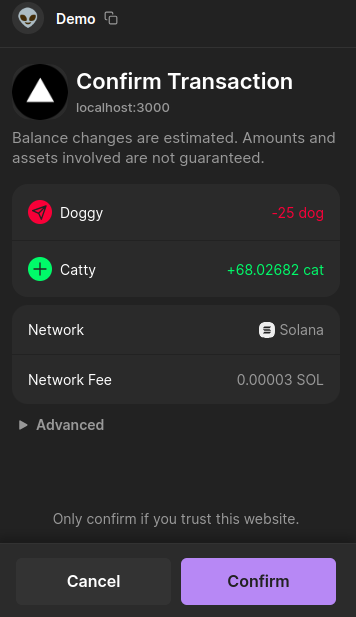 Demo
Confirm Transaction
localhost:3000
Balance changes are estimated. Amounts and
assets involved are not guaranteed.
Doggy -25 dog
Catty +68.02682 cat
Network Solana
Network Fee 0.00003 SOL
Advanced
Only confirm if you trust this website.
Cancel Confirm